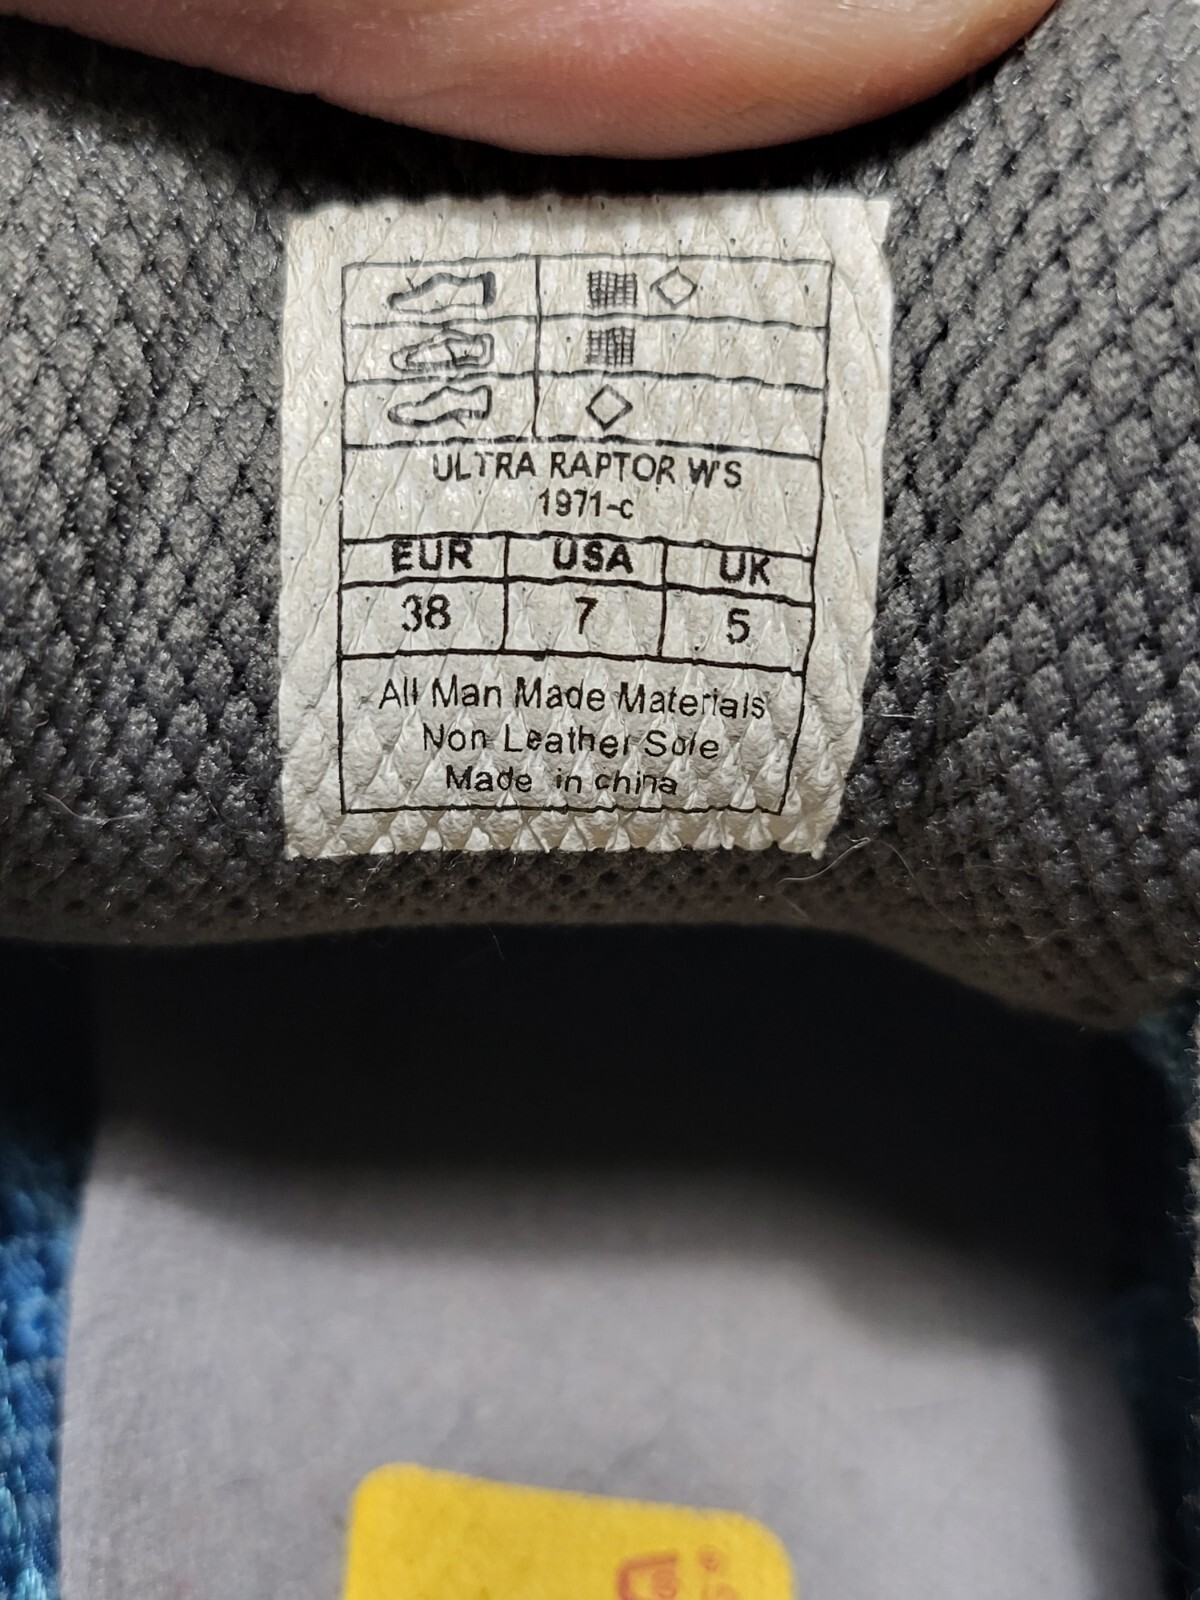 ULTRA RAPTOR W'S
1971-c
EUR USA UK
38 7 5
All Man Made Materials
Non Leather Sole
Made in china